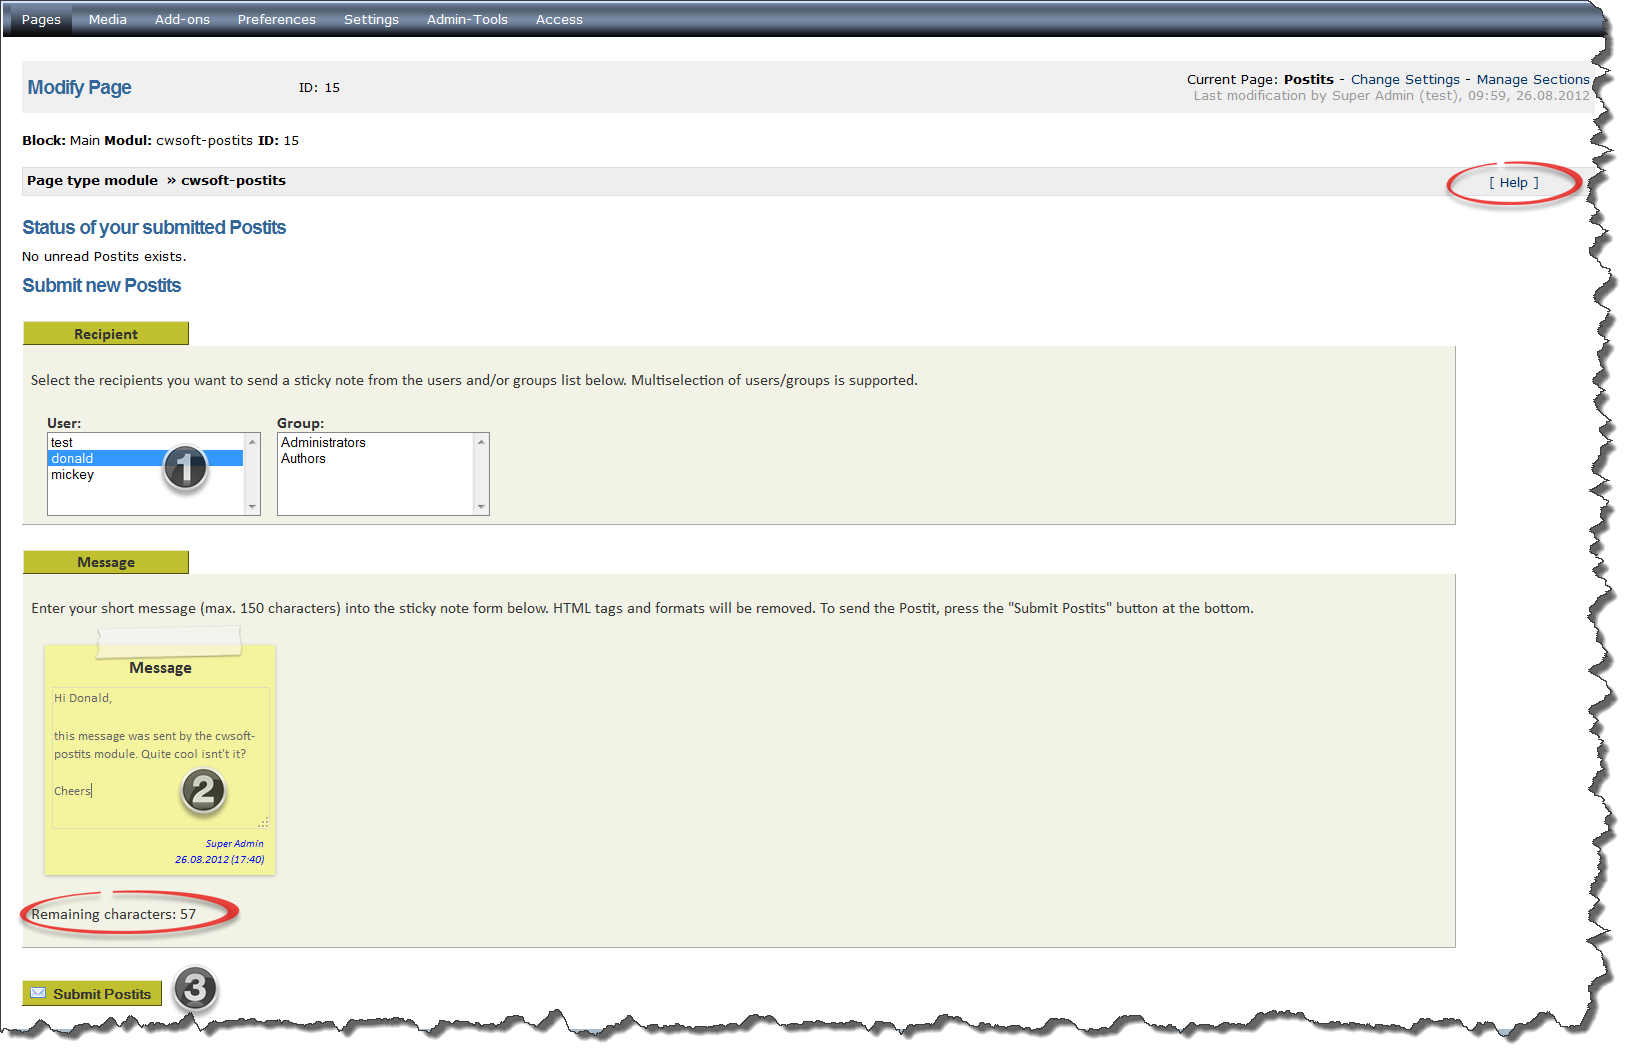 Pages Media Add-ons Preferences Settings Admin-Tools Access
Modify Page ID: 15 Current Page: Postits - Change Settings - Manage Sections
Last modification by Super Admin (test), 09:59, 26.08.2012
Block: Main Modul: cwsoft-postits ID: 15
Page type module » cwsoft-postits [ Help ]
Status of your submitted Postits
No unread Postits exists.
Submit new Postits
Recipient
Select the recipients you want to send a sticky note from the users and/or groups list below. Multiselection of users/groups is supported.
User: Group:
test Administrators
donald Authors
mickey
1
Message
Enter your short message (max. 150 characters) into the sticky note form below. HTML tags and formats will be removed. To send the Postit, press the "Submit Postits" button at the bottom.
Message
Hi Donald,
this message was sent by the cwsoft-
postits module. Quite cool isnt't it?
Cheers
2
Super Admin
26.08.2012 (17:40)
Remaining characters: 57
Submit Postits 3